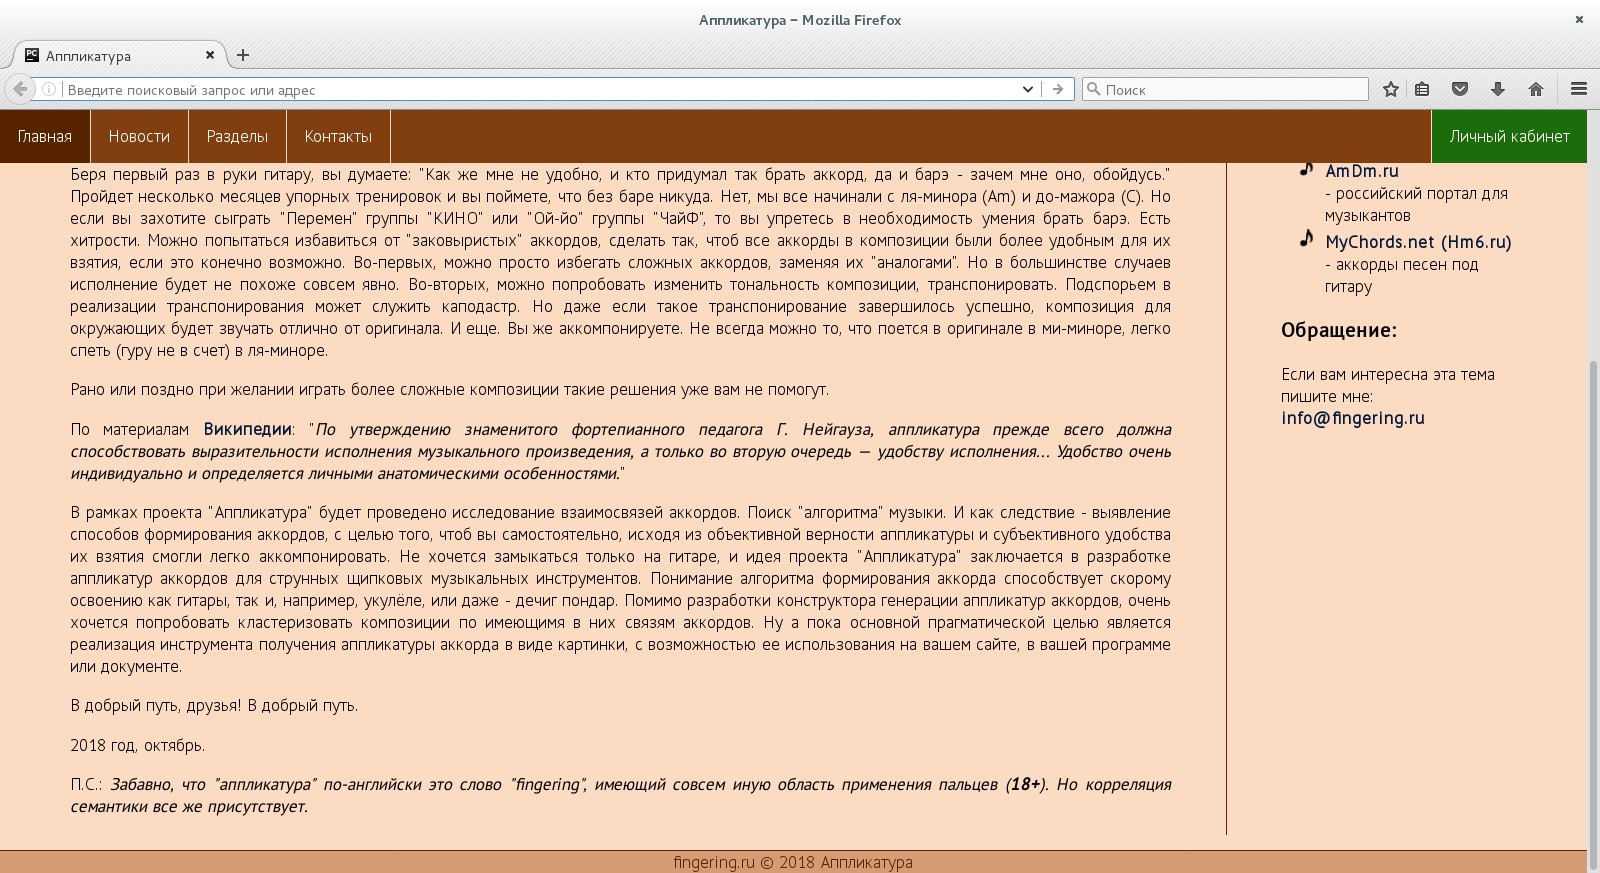 Аппликатура – Mozilla Firefox
Аппликатура
Введите поисковый запрос или адрес
Поиск
Главная
Новости
Разделы
Контакты
Личный кабинет
Беря первый раз в руки гитару, вы думаете: "Как же мне не удобно, и кто придумал так брать аккорд, да и барэ - зачем мне оно, обойдусь."
Пройдет несколько месяцев упорных тренировок и вы поймете, что без баре никуда. Нет, мы все начинали с ля-минора (Am) и до-мажора (C). Но
если вы захотите сыграть "Перемен" группы "КИНО" или "Ой-йо" группы "ЧайФ", то вы упретесь в необходимость умения брать барэ. Есть
хитрости. Можно попытаться избавиться от "заковыристых" аккордов, сделать так, чтоб все аккорды в композиции были более удобным для их
взятия, если это конечно возможно. Во-первых, можно просто избегать сложных аккордов, заменяя их "аналогами". Но в большинстве случаев
исполнение будет не похоже совсем явно. Во-вторых, можно попробовать изменить тональность композиции, транспонировать. Подспорьем в
реализации транспонирования может служить каподастр. Но даже если такое транспонирование завершилось успешно, композиция для
окружающих будет звучать отлично от оригинала. И еще. Вы же аккомпонируете. Не всегда можно то, что поется в оригинале в ми-миноре, легко
спеть (гуру не в счет) в ля-миноре.
Рано или поздно при желании играть более сложные композиции такие решения уже вам не помогут.
По материалам Википедии: "По утверждению знаменитого фортепианного педагога Г. Нейгауза, аппликатура прежде всего должна
способствовать выразительности исполнения музыкального произведения, а только во вторую очередь — удобству исполнения... Удобство очень
индивидуально и определяется личными анатомическими особенностями."
В рамках проекта "Аппликатура" будет проведено исследование взаимосвязей аккордов. Поиск "алгоритма" музыки. И как следствие - выявление
способов формирования аккордов, с целью того, чтоб вы самостоятельно, исходя из объективной верности аппликатуры и субъективного удобства
их взятия смогли легко аккомпонировать. Не хочется замыкаться только на гитаре, и идея проекта "Аппликатура" заключается в разработке
аппликатур аккордов для струнных щипковых музыкальных инструментов. Понимание алгоритма формирования аккорда способствует скорому
освоению как гитары, так и, например, укулёле, или даже - дечиг пондар. Помимо разработки конструктора генерации аппликатур аккордов, очень
хочется попробовать кластеризовать композиции по имеющимя в них связям аккордов. Ну а пока основной прагматической целью является
реализация инструмента получения аппликатуры аккорда в виде картинки, с возможностью ее использования на вашем сайте, в вашей программе
или документе.
В добрый путь, друзья! В добрый путь.
2018 год, октябрь.
П.С.: Забавно, что "аппликатура" по-английски это слово "fingering", имеющий совсем иную область применения пальцев (18+). Но корреляция
семантики все же присутствует.
AmDm.ru
- российский портал для
музыкантов
MyChords.net (Hm6.ru)
- аккорды песен под
гитару
Обращение:
Если вам интересна эта тема
пишите мне:
info@fingering.ru
fingering.ru © 2018 Аппликатура